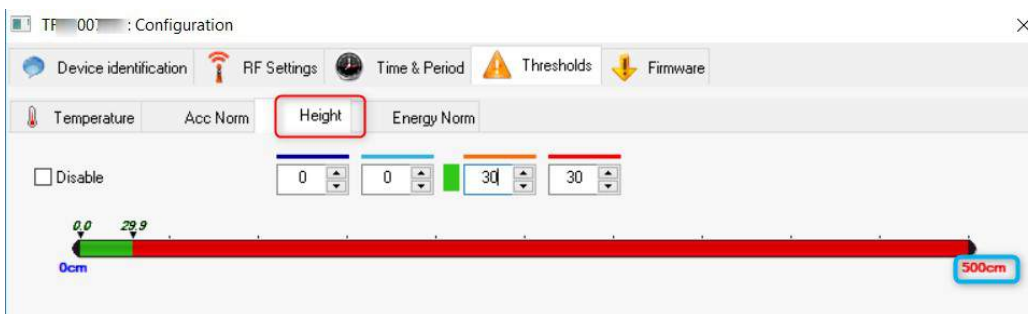 : Configuration
Device identification RF Settings Time & Period Thresholds Firmware
Temperature Acc Norm Height Energy Norm
Disable 0 0 30 30
0.0 29.9
0cm 500cm